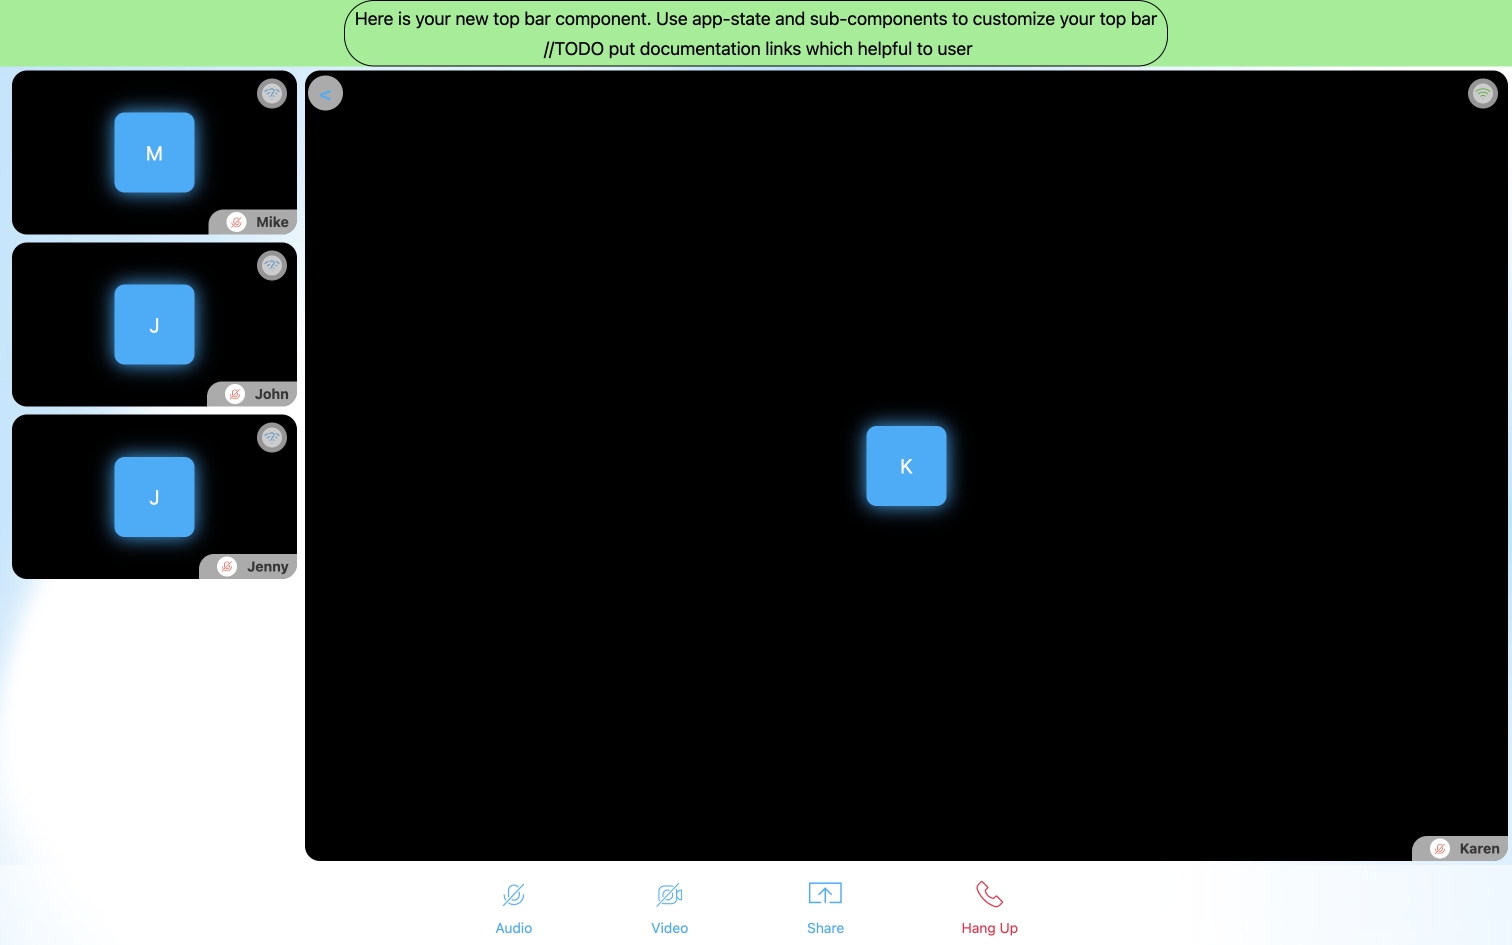 Here is your new top bar component. Use app-state and sub-components to customize your top bar
//TODO put documentation links which helpful to user
M
Mike
J
John
J
Jenny
<
K
Karen
Audio
Video
Share
Hang Up